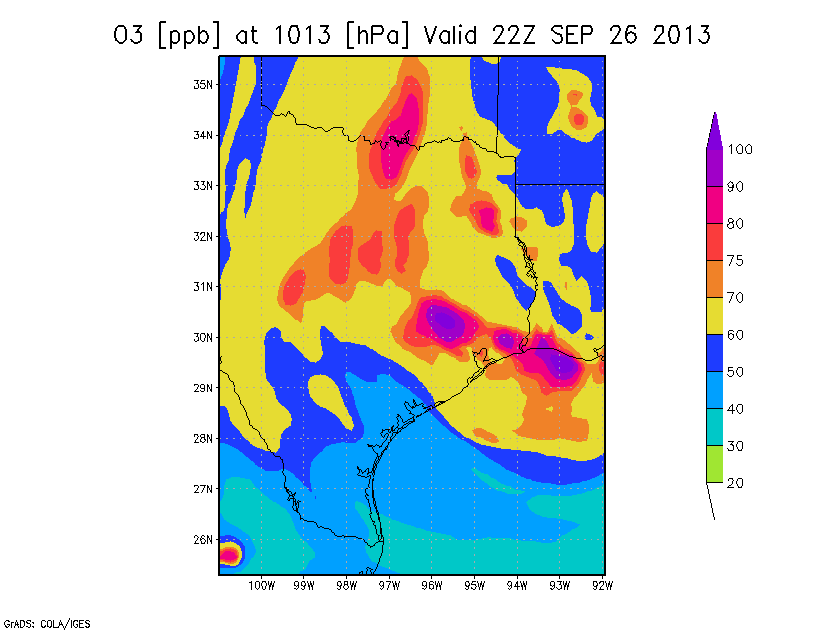 O3 [ppb] at 1013 [hPa] Valid 22Z SEP 26 2013
35N
34N
33N
32N
31N
30N
29N
28N
27N
26N
100W 99W 98W 97W 96W 95W 94W 93W 92W
100
90
80
75
70
60
50
40
30
20
GrADS: COLA/IGES